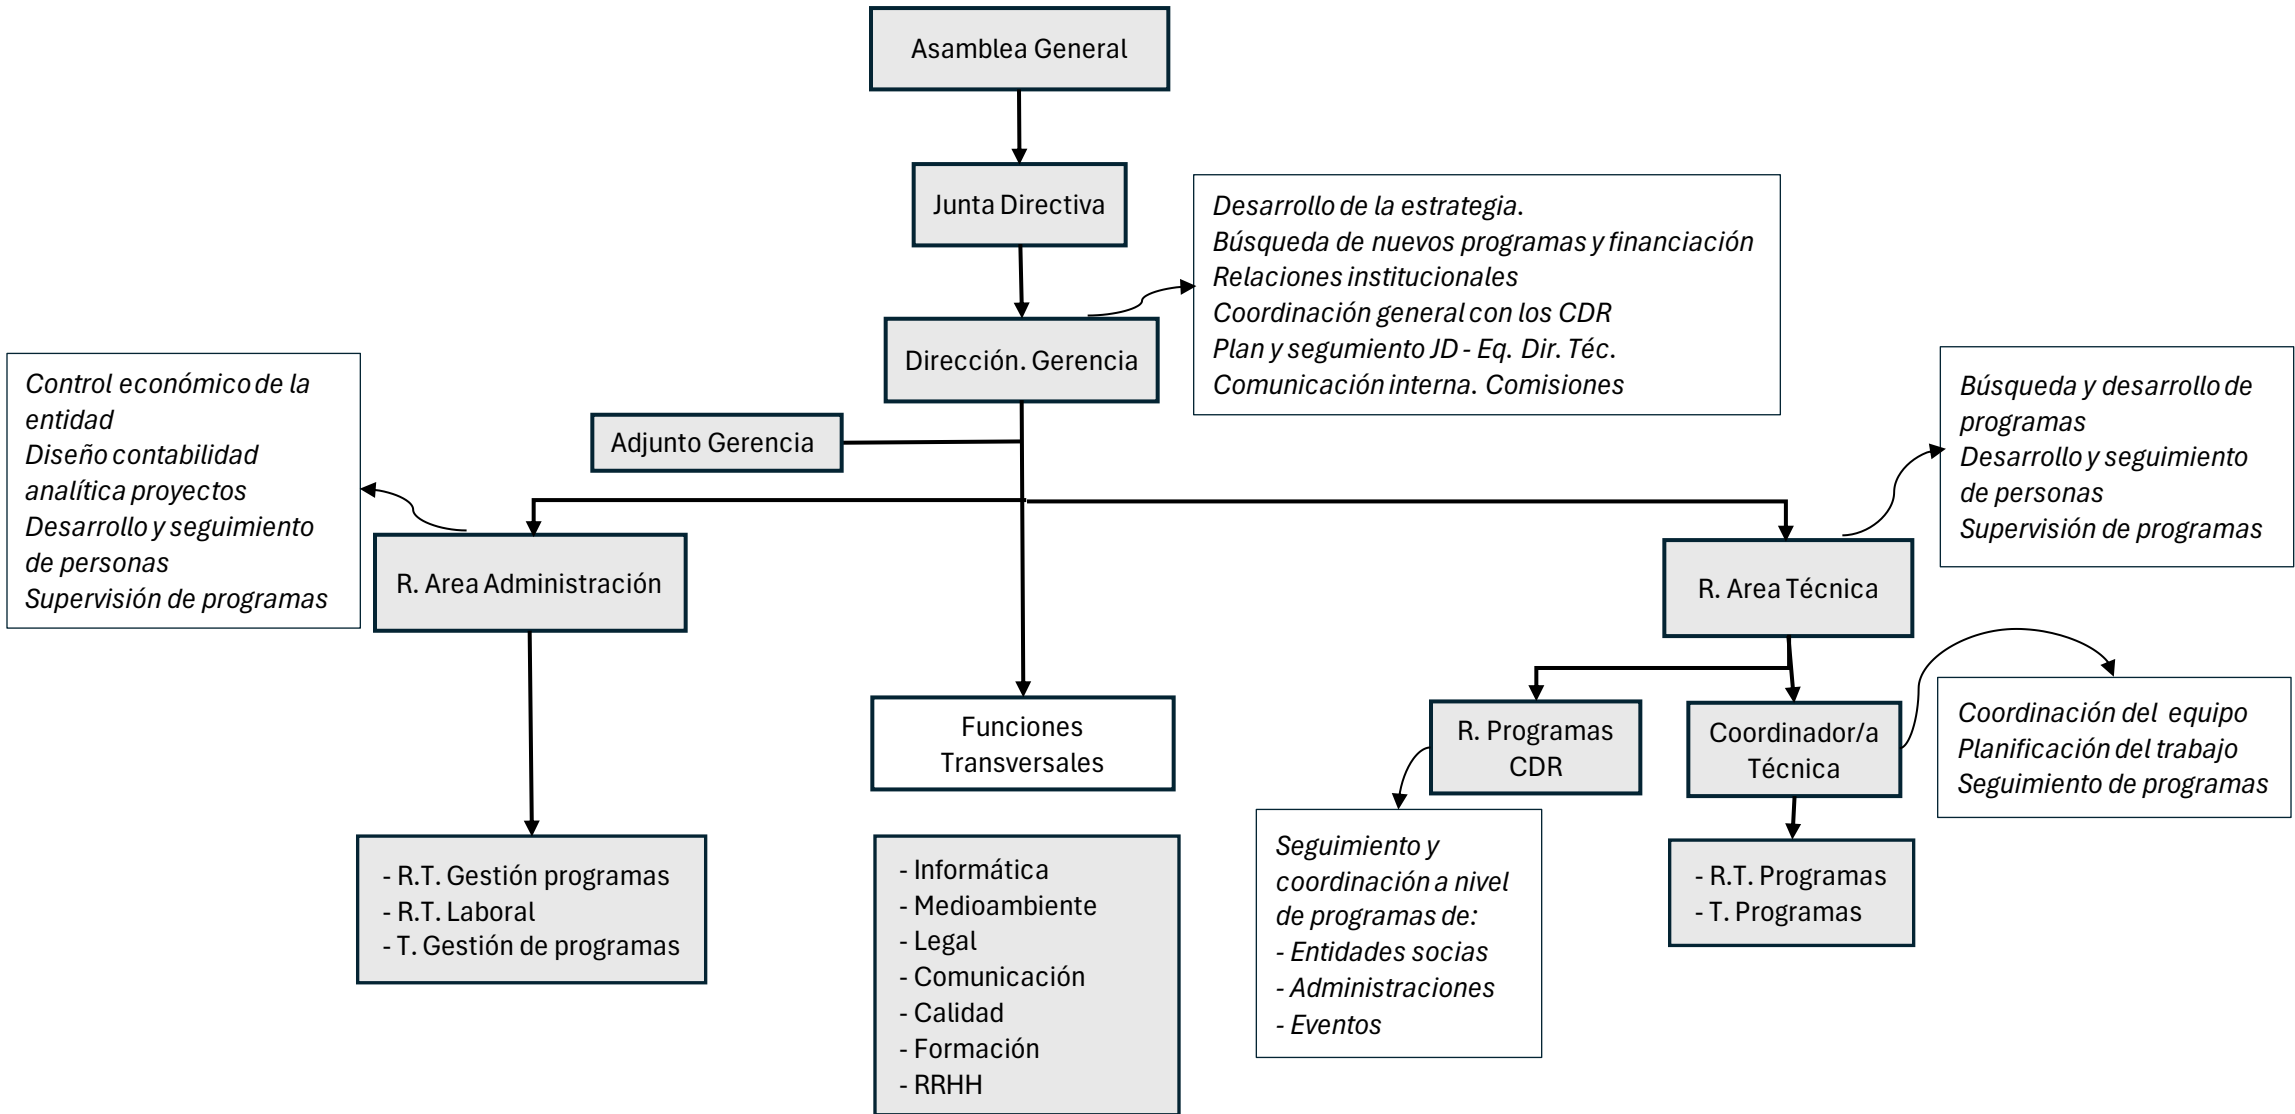 Asamblea General
Junta Directiva
Desarrollo de la estrategia.
Búsqueda de nuevos programas y financiación
Relaciones institucionales
Coordinación general con los CDR
Plan y segumiento JD - Eq. Dir. Téc.
Comunicación interna. Comisiones
Dirección. Gerencia
Adjunto Gerencia
Control económico de la
entidad
Diseño contabilidad
analítica proyectos
Desarrollo y seguimiento
de personas
Supervisión de programas
Búsqueda y desarrollo de
programas
Desarrollo y seguimiento
de personas
Supervisión de programas
R. Area Administración
R. Area Técnica
Funciones
Transversales
R. Programas
CDR
Coordinador/a
Técnica
Coordinación del equipo
Planificación del trabajo
Seguimiento de programas
- R.T. Gestión programas
- R.T. Laboral
- T. Gestión de programas
- Informática
- Medioambiente
- Legal
- Comunicación
- Calidad
- Formación
- RRHH
Seguimiento y
coordinación a nivel
de programas de:
- Entidades socias
- Administraciones
- Eventos
- R.T. Programas
- T. Programas